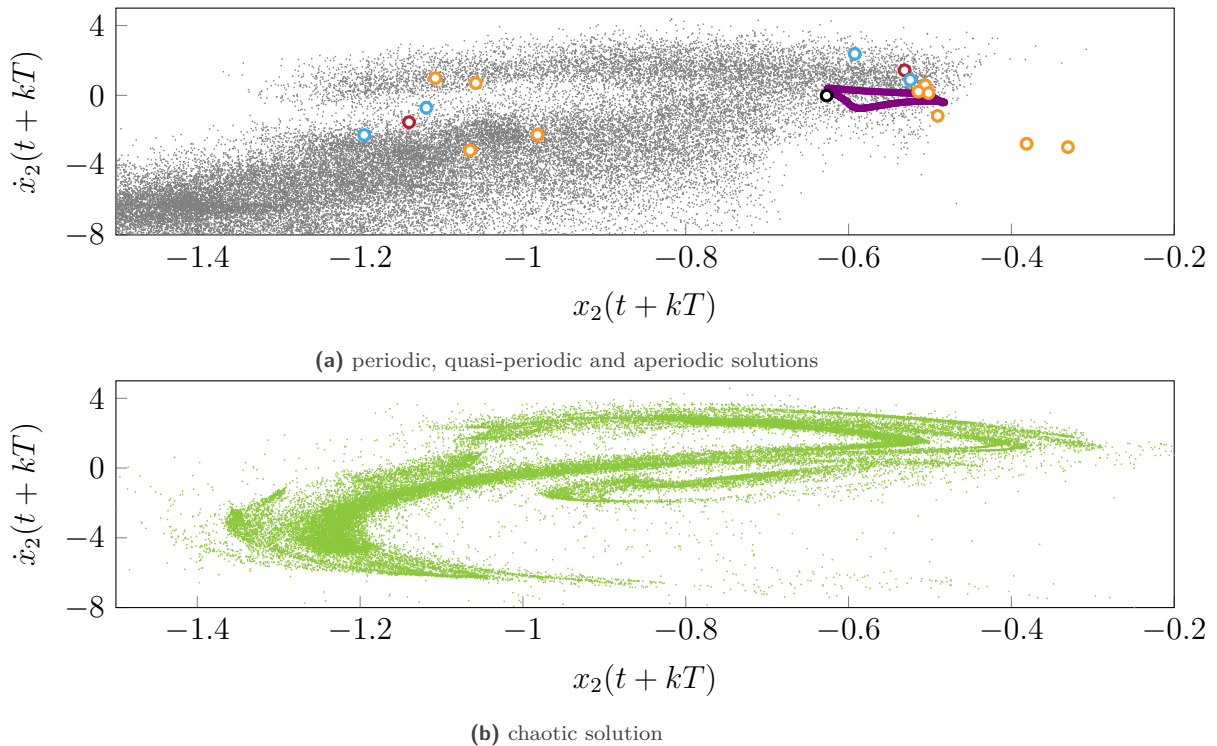 4
0
−4
−8
ẋ₂(t + kT)
−1.4 −1.2 −1 −0.8 −0.6 −0.4 −0.2
x₂(t + kT)
(a) periodic, quasi-periodic and aperiodic solutions
4
0
−4
−8
ẋ₂(t + kT)
−1.4 −1.2 −1 −0.8 −0.6 −0.4 −0.2
x₂(t + kT)
(b) chaotic solution